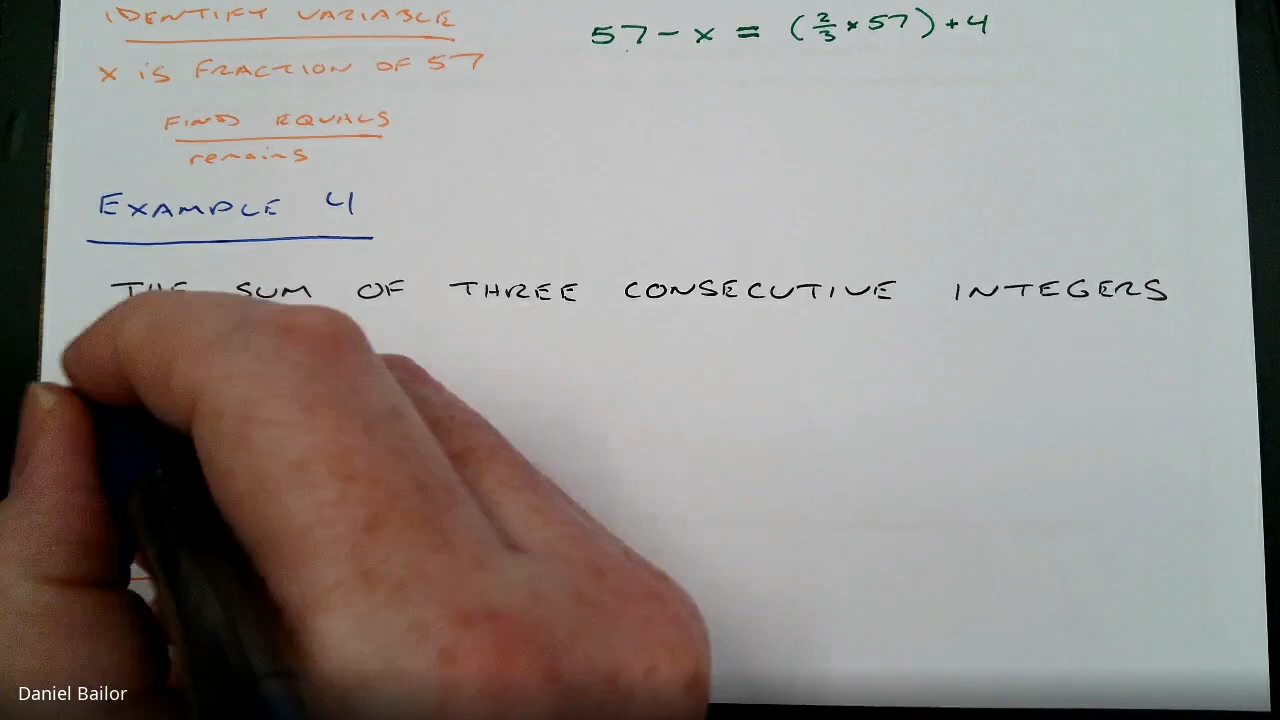 IDENTIFY VARIABLE
x is FRACTION OF 57
FIND EQUALS
remains
57 - x = (2/3 × 57) + 4
EXAMPLE 4
THE SUM OF THREE CONSECUTIVE INTEGERS
Daniel Bailor